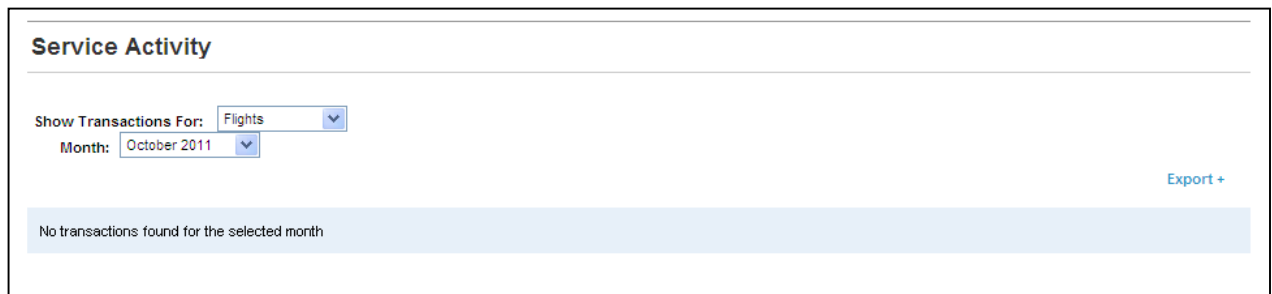 Service Activity
Show Transactions For: Flights
Month: October 2011
Export +
No transactions found for the selected month